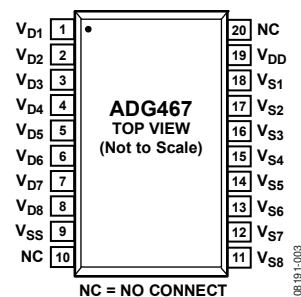 VD1 1 20 NC
VD2 2 19 VDD
VD3 3 18 VS1
VD4 4 17 VS2
VD5 5 16 VS3
VD6 6 15 VS4
VD7 7 14 VS5
VD8 8 13 VS6
VSS 9 12 VS7
NC 10 11 VS8
ADG467
TOP VIEW
(Not to Scale)
NC = NO CONNECT
08191-003